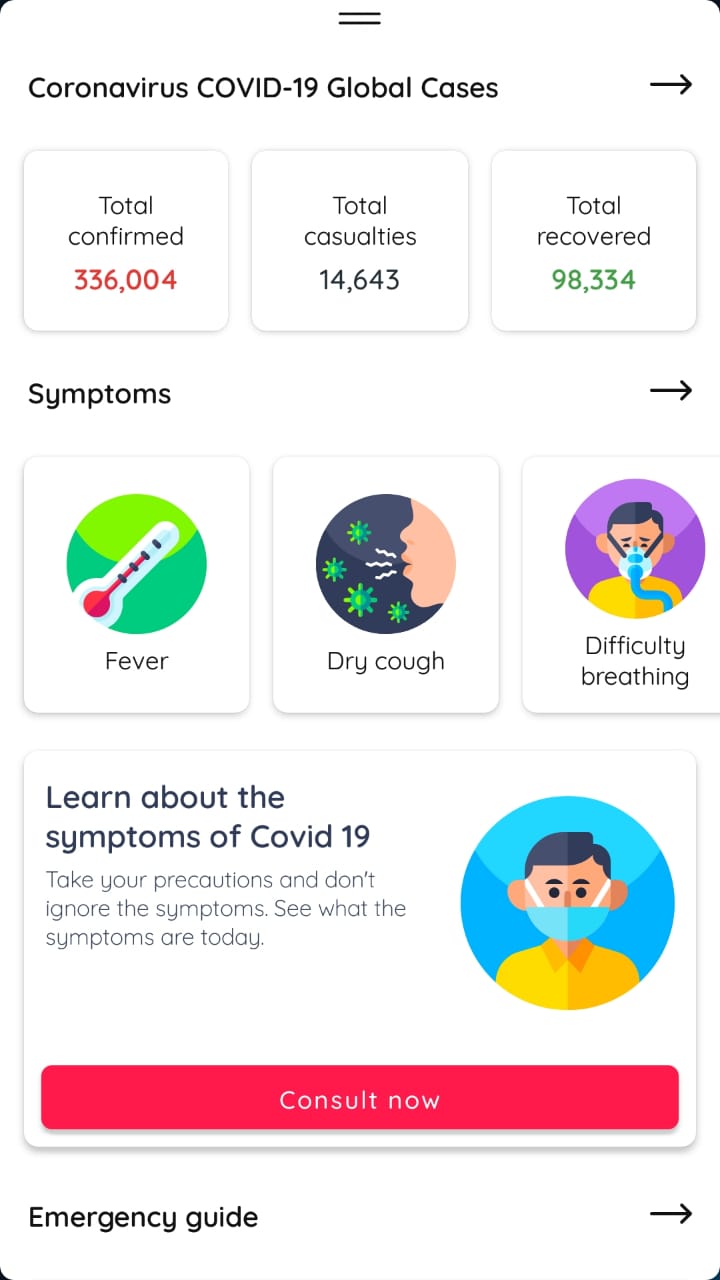 Coronavirus COVID-19 Global Cases
Total
confirmed
336,004
Total
casualties
14,643
Total
recovered
98,334
Symptoms
Fever
Dry cough
Difficulty
breathing
Learn about the
symptoms of Covid 19
Take your precautions and don't
ignore the symptoms. See what the
symptoms are today.
Consult now
Emergency guide